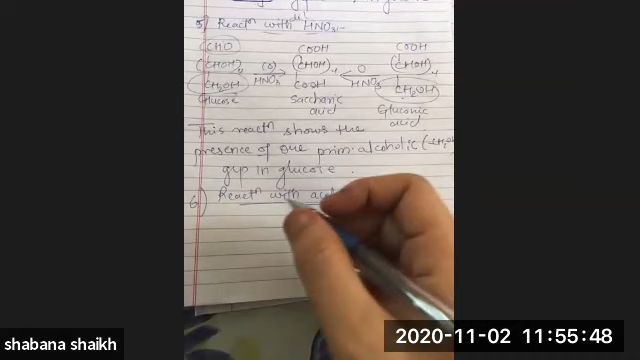 5) Reactⁿ with HNO₃:-
CHO COOH COOH
(CHOH)₄ (O) (CHOH)₄ O (CHOH)₄
CH₂OH HNO₃ COOH HNO₃ CH₂OH
Glucose Saccharic Gluconic
acid acid
This reactⁿ shows the
presence of one prim. alcoholic (-CH₂OH
grp in glucose.
6) Reactⁿ with
shabana shaikh
2020-11-02 11:55:48